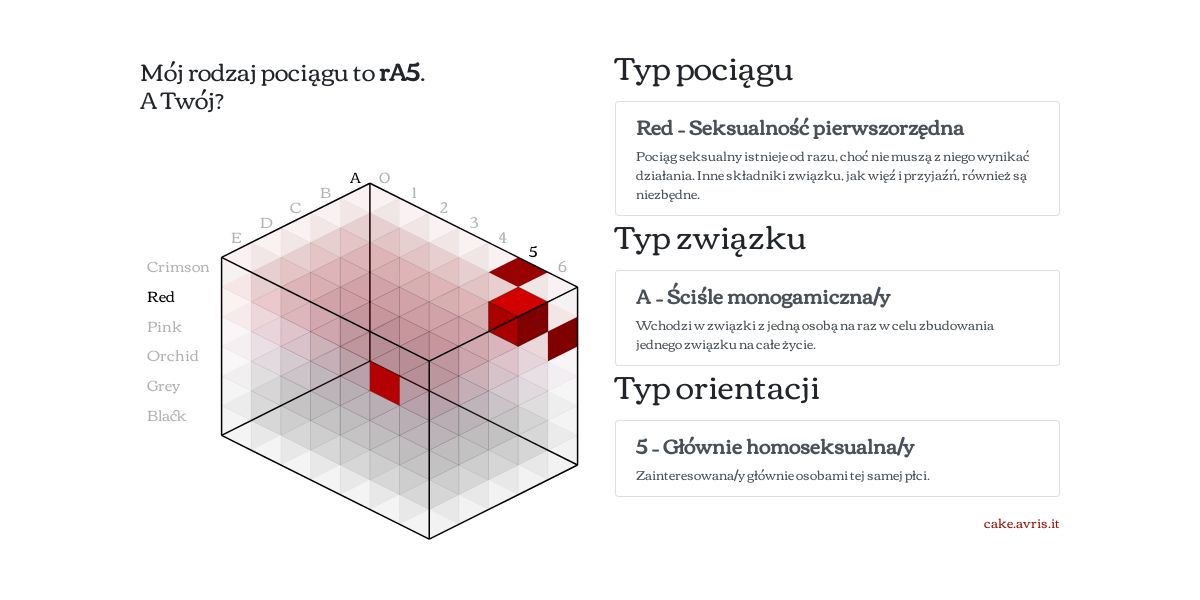 Mój rodzaj pociągu to rA5.
A Twój?
A O
B 1
C 2
D 3
E 4
5
6
Crimson
Red
Pink
Orchid
Grey
Black
Typ pociągu
Red - Seksualność pierwszorzędna
Pociąg seksualny istnieje od razu, choć nie muszą z niego wynikać
działania. Inne składniki związku, jak więź i przyjaźń, również są
niezbędne.
Typ związku
A - Ściśle monogamiczna/y
Wchodzi w związki z jedną osobą na raz w celu zbudowania
jednego związku na całe życie.
Typ orientacji
5 - Głównie homoseksualna/y
Zainteresowana/y głównie osobami tej samej płci.
cake.avris.it